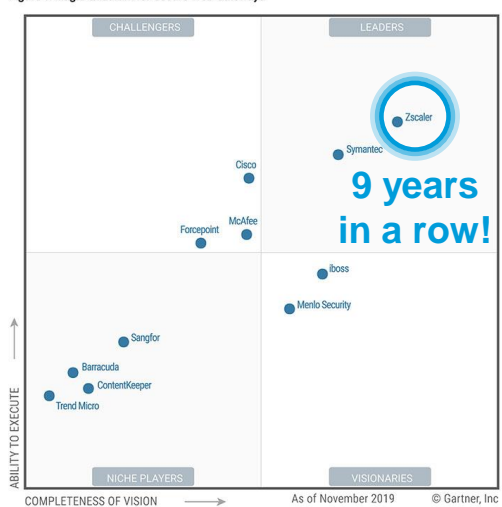 CHALLENGERS
LEADERS
Zscaler
Symantec
Cisco
9 years
in a row!
McAfee
Forcepoint
iboss
Menlo Security
Sangfor
Barracuda
ContentKeeper
Trend Micro
ABILITY TO EXECUTE
NICHE PLAYERS
VISIONARIES
COMPLETENESS OF VISION
As of November 2019
© Gartner, Inc